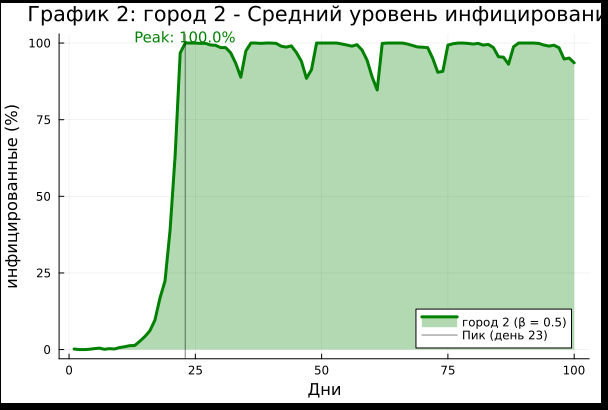 График 2: город 2 - Средний уровень инфицировани
Peak: 100.0%
инфицированные (%)
100
75
50
25
0
город 2 (β = 0.5)
Пик (день 23)
0
25
50
75
100
Дни